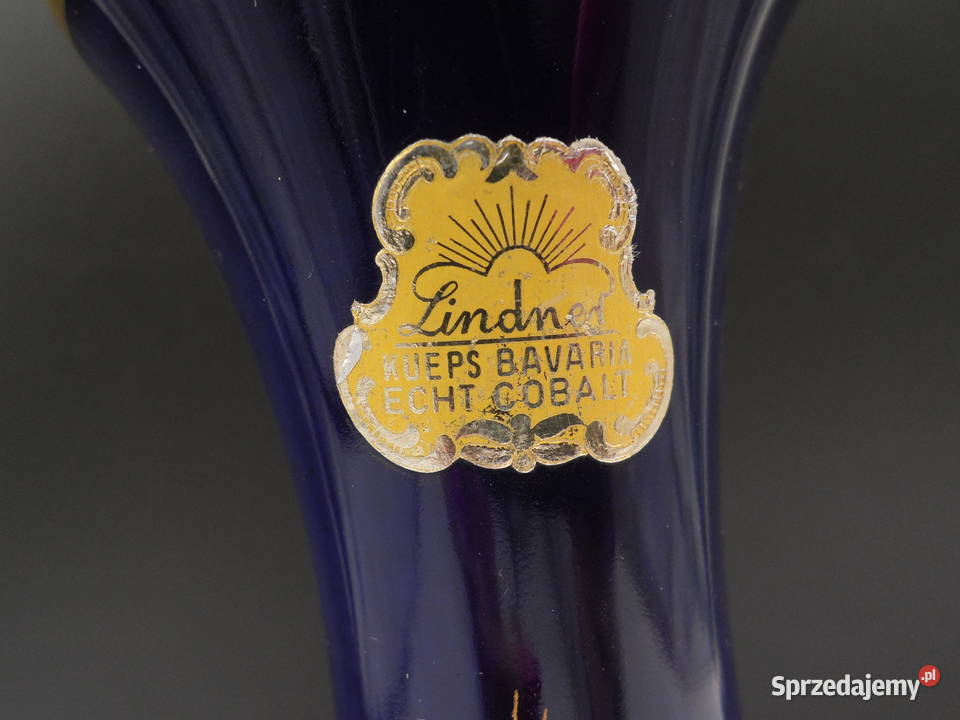 Lindner
KUEPS BAVARIA
ECHT COBALT
Sprzedajemy.pl